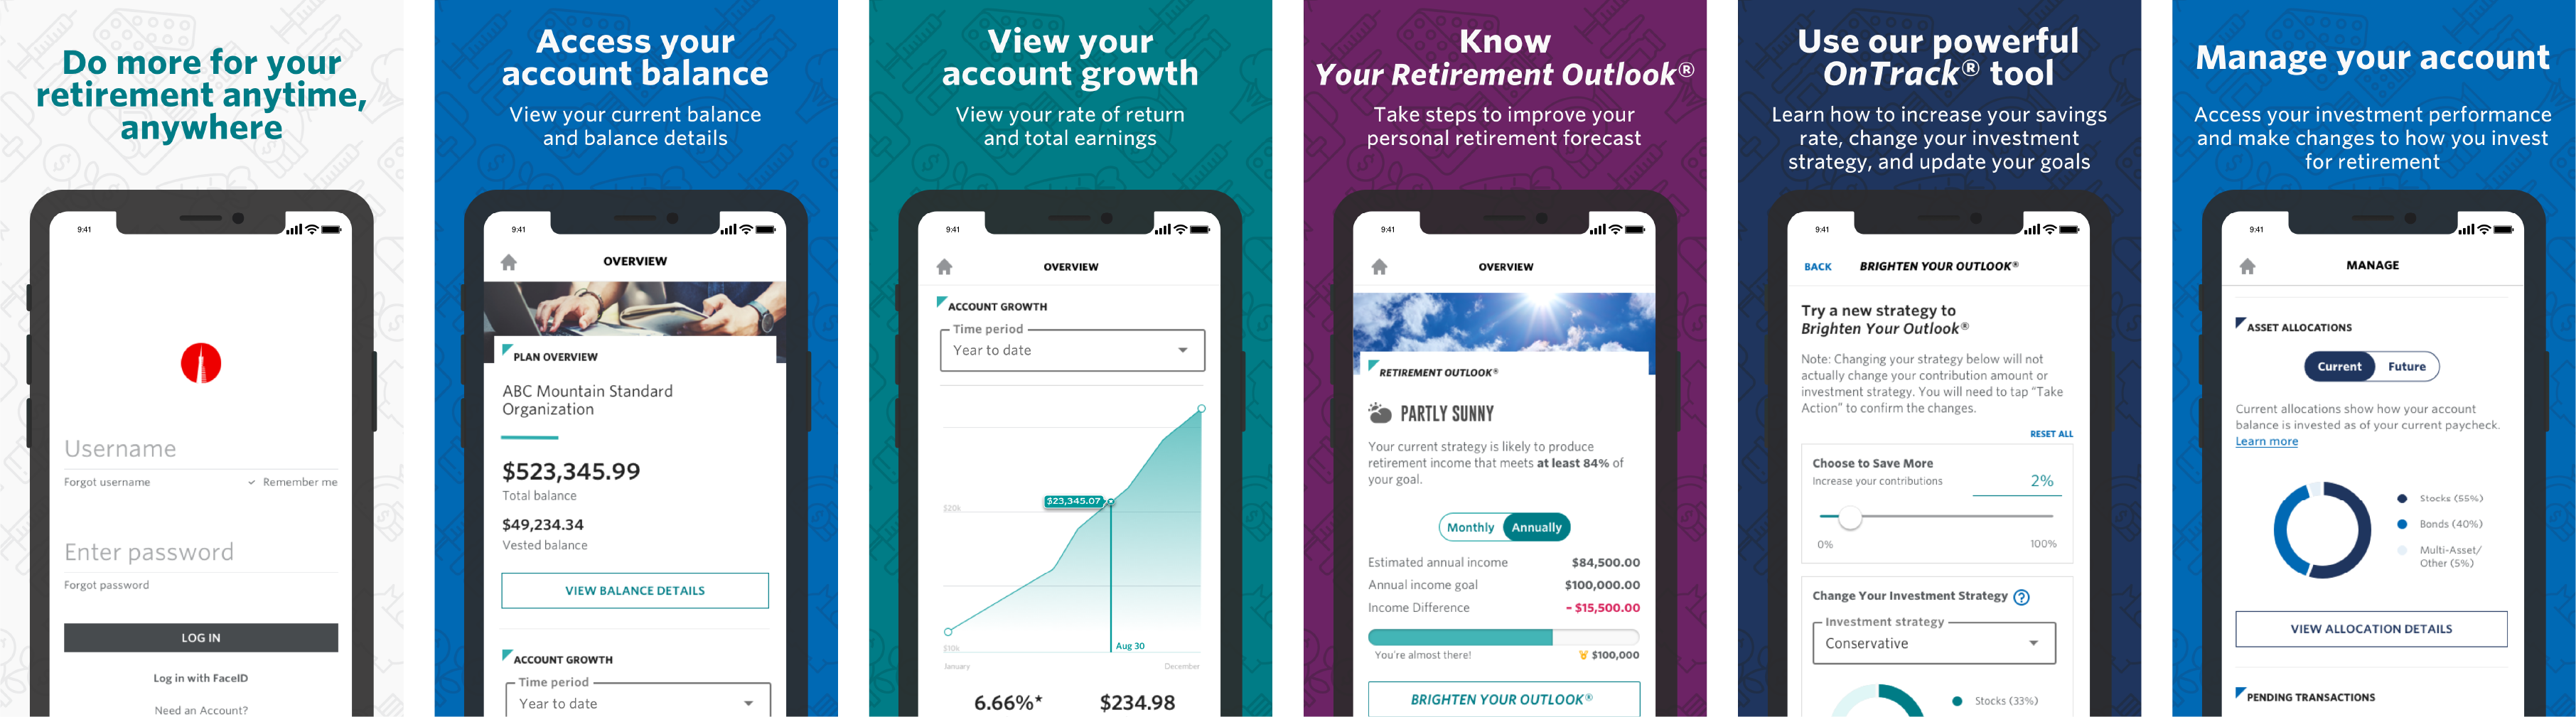 Do more for your
retirement anytime,
anywhere
9:41
Username
Forgot username
Remember me
Enter password
Forgot password
LOG IN
Log in with FaceID
Need an Account?
Access your
account balance
View your current balance
and balance details
9:41
OVERVIEW
PLAN OVERVIEW
ABC Mountain Standard
Organization
$523,345.99
Total balance
$49,234.34
Vested balance
VIEW BALANCE DETAILS
ACCOUNT GROWTH
Time period
Year to date
View your
account growth
View your rate of return
and total earnings
9:41
OVERVIEW
ACCOUNT GROWTH
Time period
Year to date
$23,345.07
$20k
$10k
Aug 30
January
December
6.66%*
$234.98
Know
Your Retirement Outlook®
Take steps to improve your
personal retirement forecast
9:41
OVERVIEW
RETIREMENT OUTLOOK®
PARTLY SUNNY
Your current strategy is likely to produce
retirement income that meets at least 84% of
your goal.
Monthly
Annually
Estimated annual income $84,500.00
Annual income goal $100,000.00
Income Difference - $15,500.00
You're almost there!
$100,000
BRIGHTEN YOUR OUTLOOK®
Use our powerful
OnTrack® tool
Learn how to increase your savings
rate, change your investment
strategy, and update your goals
9:41
BACK
BRIGHTEN YOUR OUTLOOK®
Try a new strategy to
Brighten Your Outlook®
Note: Changing your strategy below will not
actually change your contribution amount or
investment strategy. You will need to tap “Take
Action” to confirm the changes.
RESET ALL
Choose to Save More
Increase your contributions
2%
0%
100%
Change Your Investment Strategy ?
Investment strategy
Conservative
Stocks (33%)
Manage your account
Access your investment performance
and make changes to how you invest
for retirement
9:41
MANAGE
ASSET ALLOCATIONS
Current
Future
Current allocations show how your account
balance is invested as of your current paycheck.
Learn more
Stocks (55%)
Bonds (40%)
Multi-Asset/
Other (5%)
VIEW ALLOCATION DETAILS
PENDING TRANSACTIONS